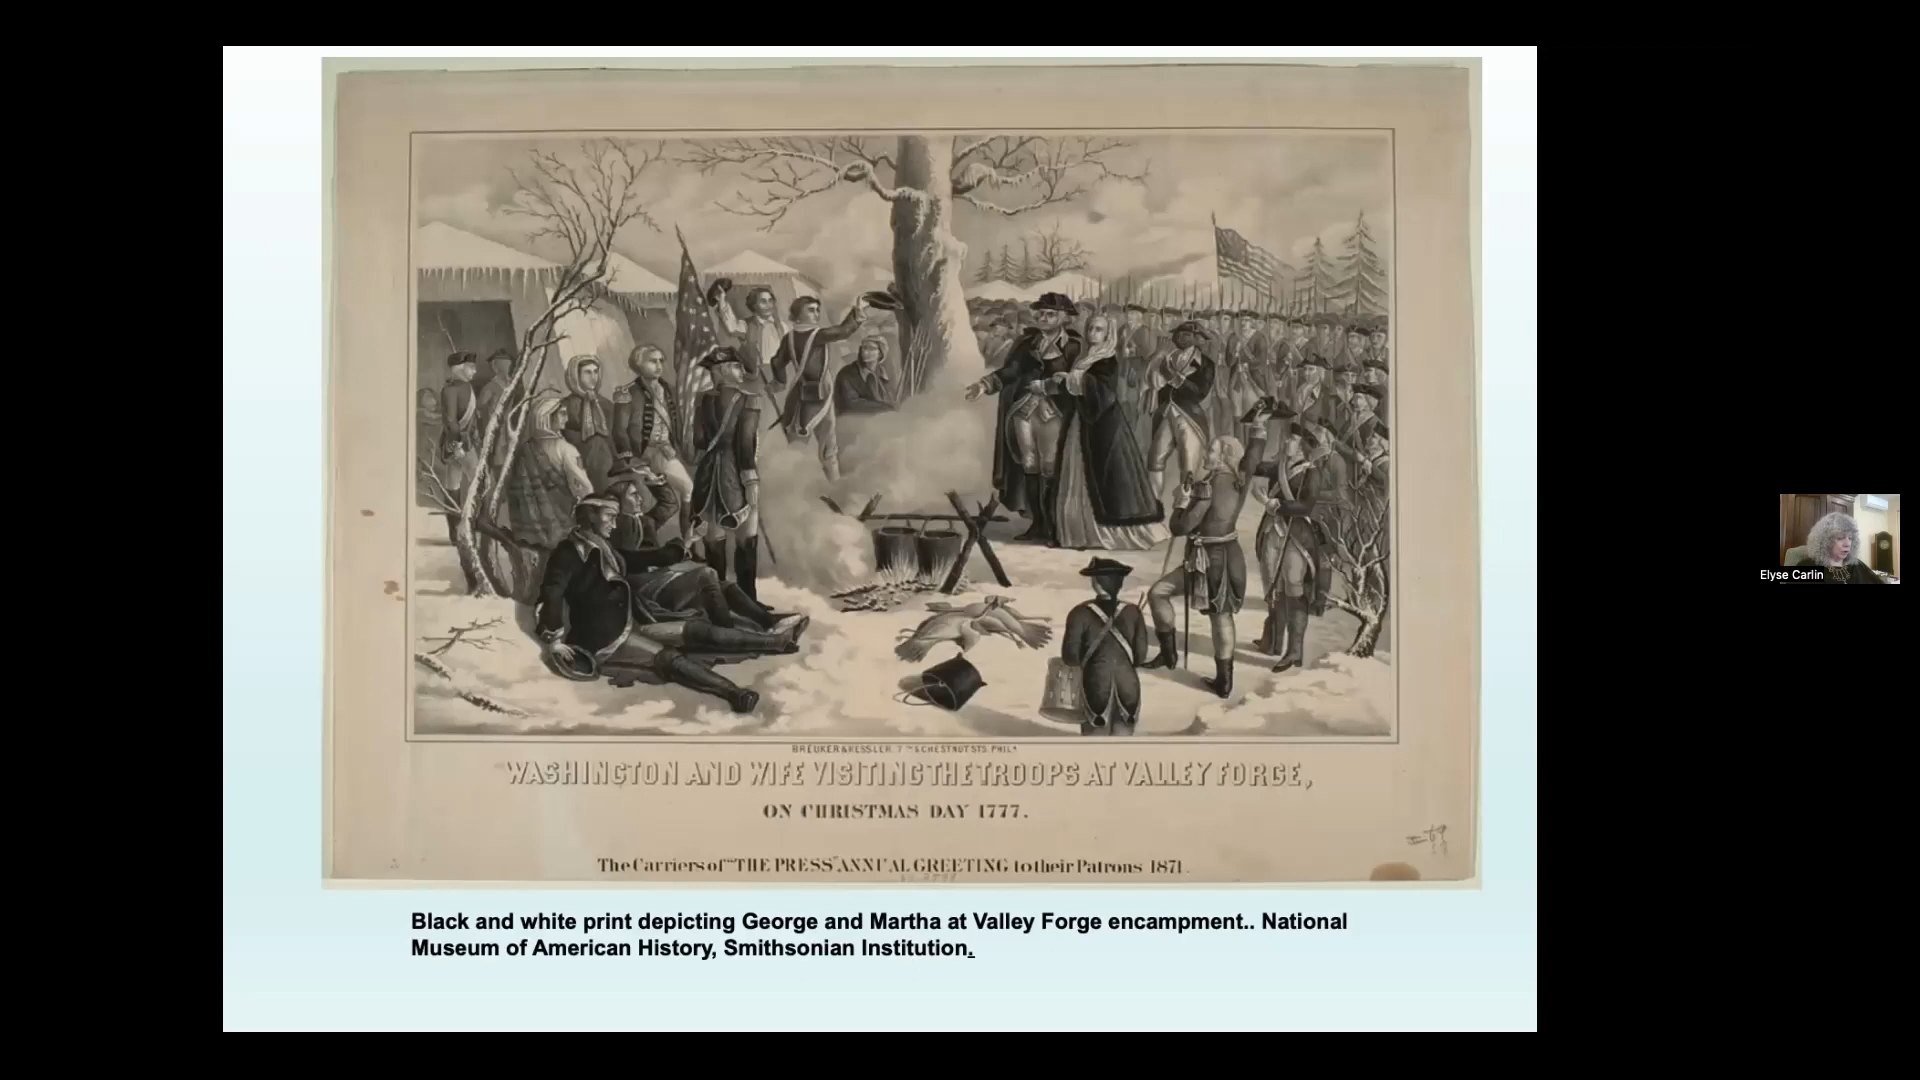 BREUKER & KESSLER, 7TH & CHESTNUT STS. PHILA
WASHINGTON AND WIFE VISITING THE TROOPS AT VALLEY FORGE,
ON CHRISTMAS DAY 1777.
The Carriers of "THE PRESS" ANNUAL GREETING to their Patrons 1871.
Black and white print depicting George and Martha at Valley Forge encampment.. National
Museum of American History, Smithsonian Institution.
Elyse Carlin